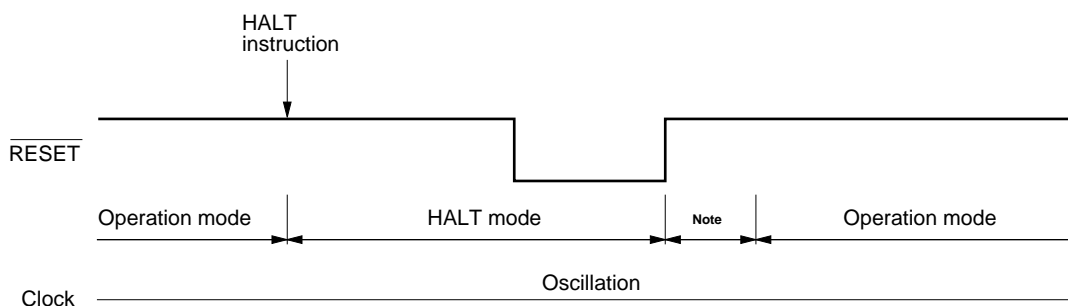 HALT
instruction
RESET
Operation mode
HALT mode
Note
Operation mode
Oscillation
Clock